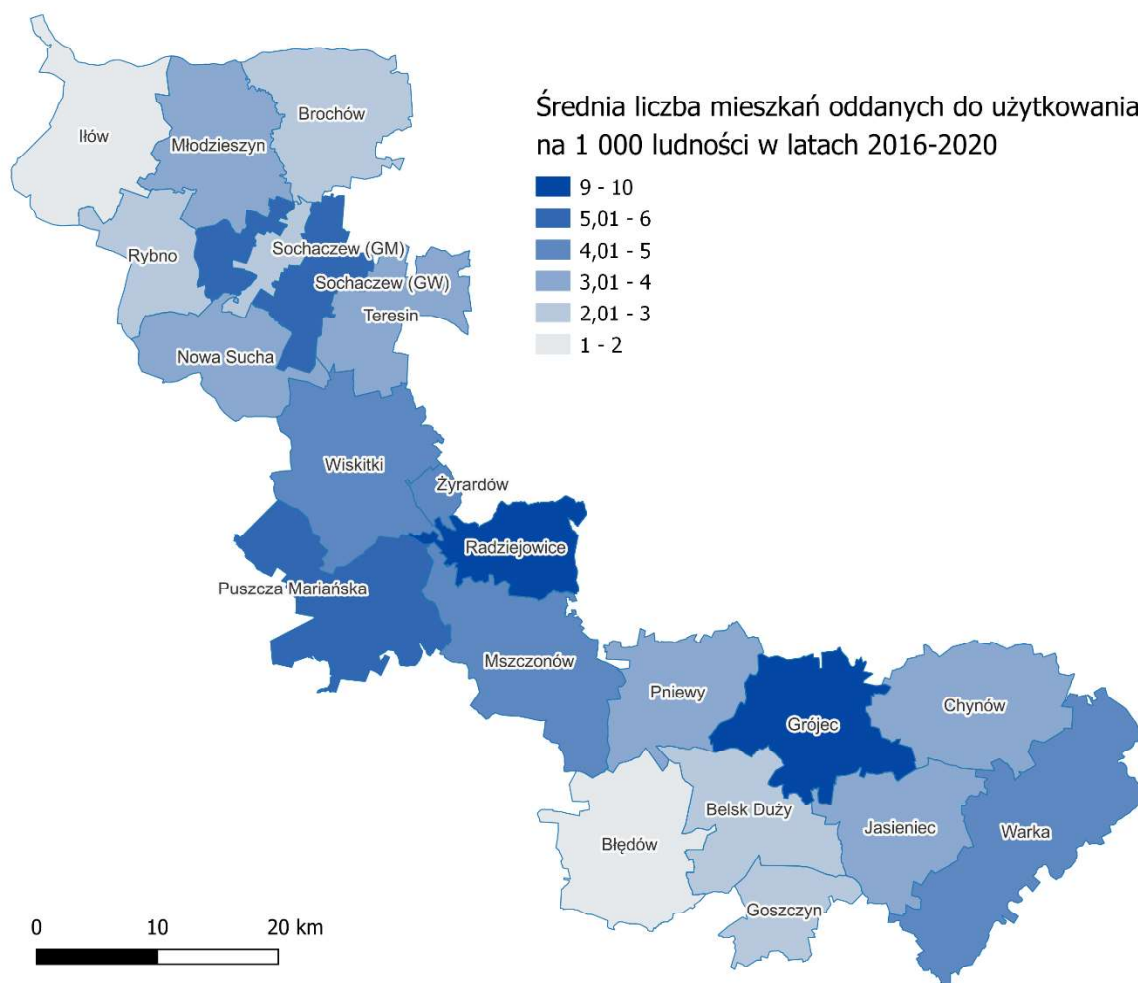 Średnia liczba mieszkań oddanych do użytkowania
na 1 000 ludności w latach 2016-2020
9 - 10
5,01 - 6
4,01 - 5
3,01 - 4
2,01 - 3
1 - 2
Iłów
Młodzieszyn
Brochów
Rybno
Sochaczew (GM)
Sochaczew (GW)
Teresin
Nowa Sucha
Wiskitki
Żyrardów
Radziejowice
Puszcza Mariańska
Mszczonów
Pniewy
Grójec
Chynów
Belsk Duży
Jasieniec
Warka
Błędów
Goszczyn
0 10 20 km